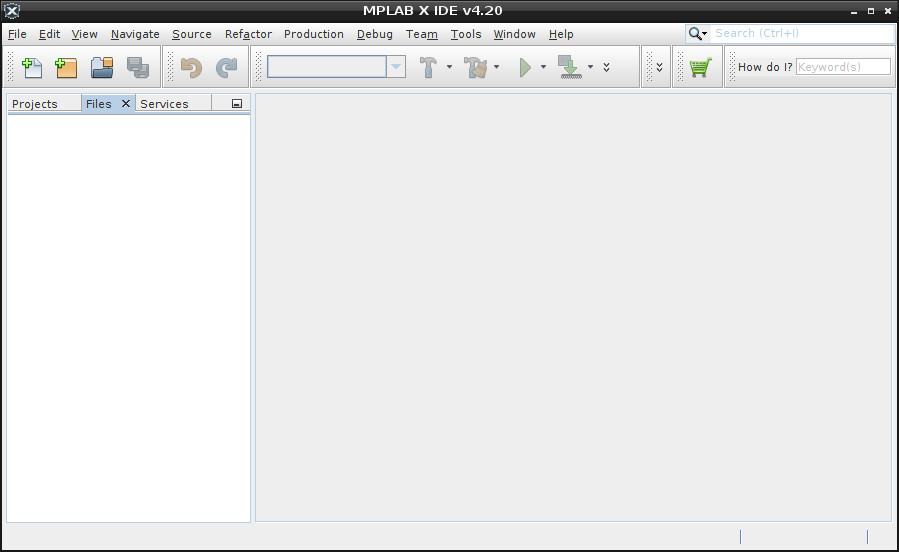 MPLAB X IDE v4.20
File Edit View Navigate Source Refactor Production Debug Team Tools Window Help Search (Ctrl+I)
How do I? Keyword(s)
Projects Files Services